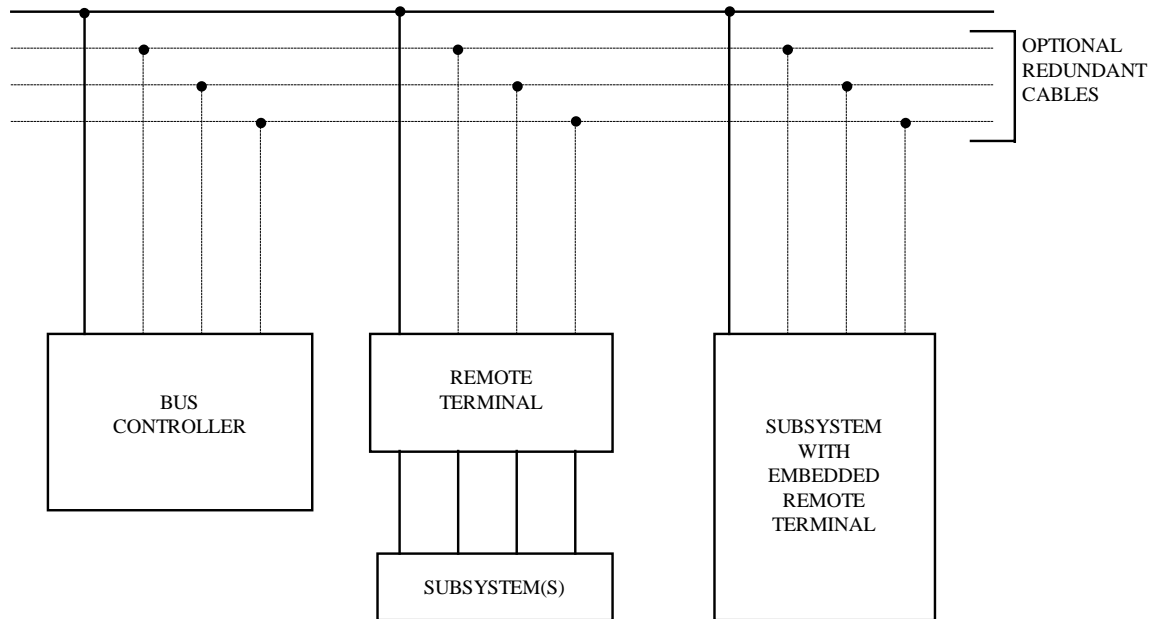 OPTIONAL
REDUNDANT
CABLES
BUS
CONTROLLER
REMOTE
TERMINAL
SUBSYSTEM
WITH
EMBEDDED
REMOTE
TERMINAL
SUBSYSTEM(S)